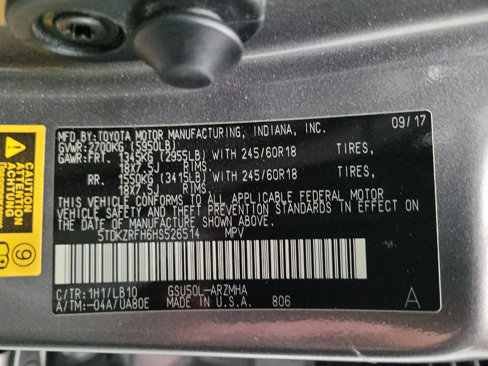 MFD.BY:TOYOTA MOTOR MANUFACTURING, INDIANA, INC. 09/17
GVWR:2700KG (5950LB)
GAWR:FRT. 1345KG (2955LB) WITH 245/60R18 TIRES,
18X7.5J RIMS,
RR. 1550KG (3415LB) WITH 245/60R18 TIRES,
18X7.5J RIMS.
THIS VEHICLE CONFORMS TO ALL APPLICABLE FEDERAL MOTOR
VEHICLE SAFETY AND THEFT PREVENTION STANDARDS IN EFFECT
ON THE DATE OF MANUFACTURE SHOWN ABOVE.
5TDKZRFH6HS526514 MPV
C/TR:1H1/LB10 GSU50L-ARZMHA
A/TM:-04A/UA80E MADE IN U.S.A. 806 A
CAUTION
ATTENTION
ACHTUNG
9